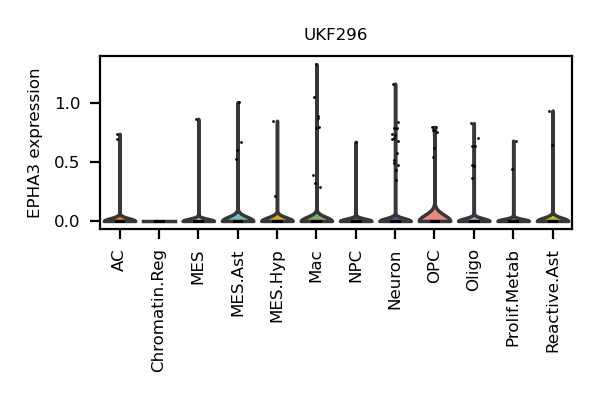 UKF296
EPHA3 expression
1.0
0.5
0.0
AC
Chromatin.Reg
MES
MES.Ast
MES.Hyp
Mac
NPC
Neuron
OPC
Oligo
Prolif.Metab
Reactive.Ast